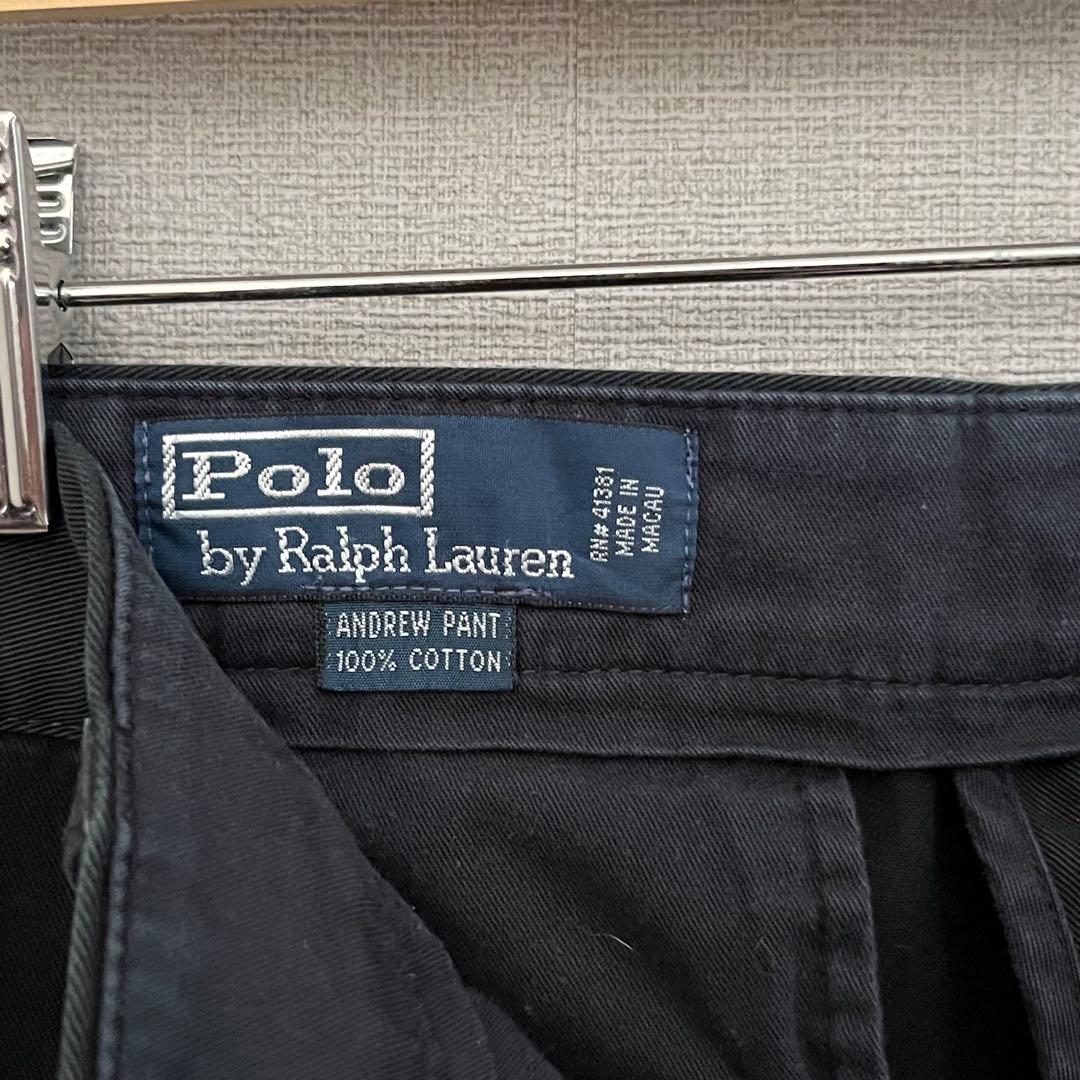 Polo
by Ralph Lauren
RN# 41381
MADE IN
MACAU
ANDREW PANT
100% COTTON